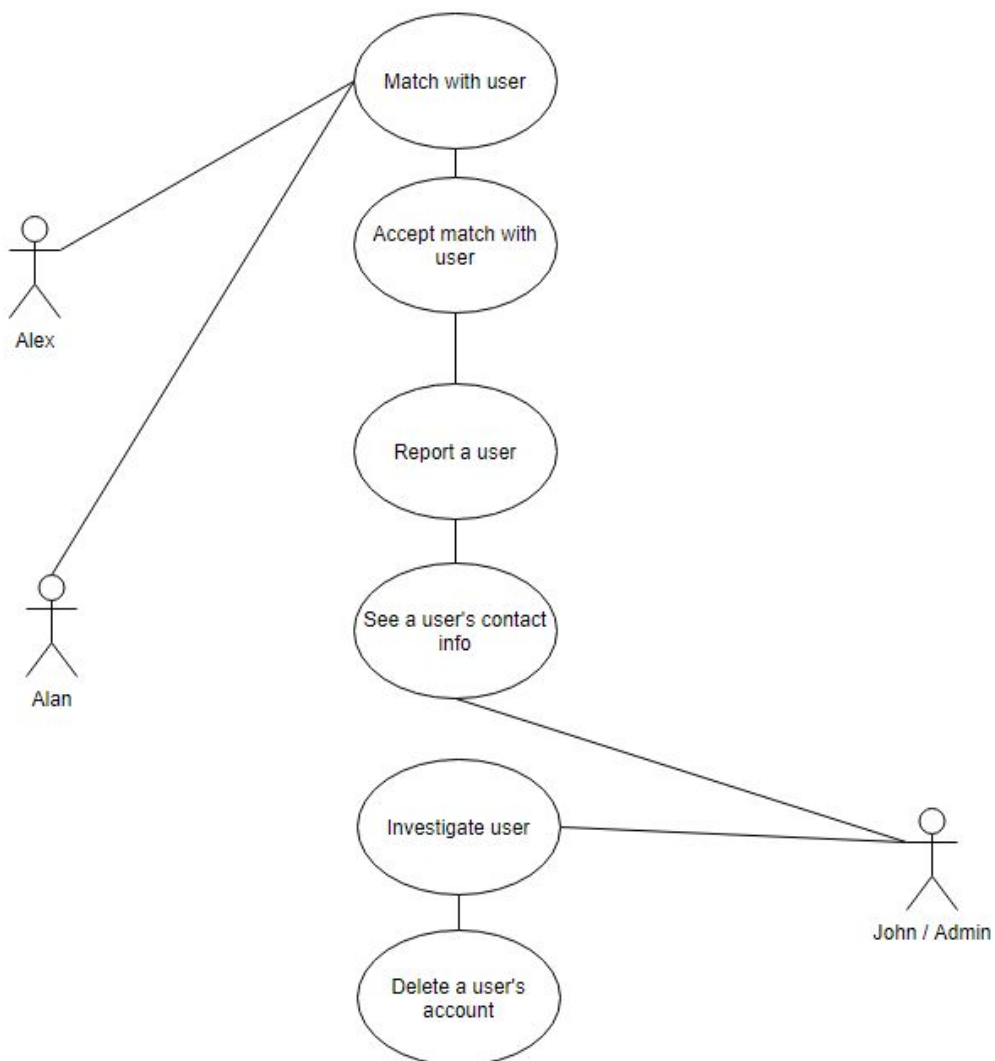 Match with user
Accept match with
user
Alex
Report a user
See a user's contact
info
Alan
Investigate user
John / Admin
Delete a user's
account